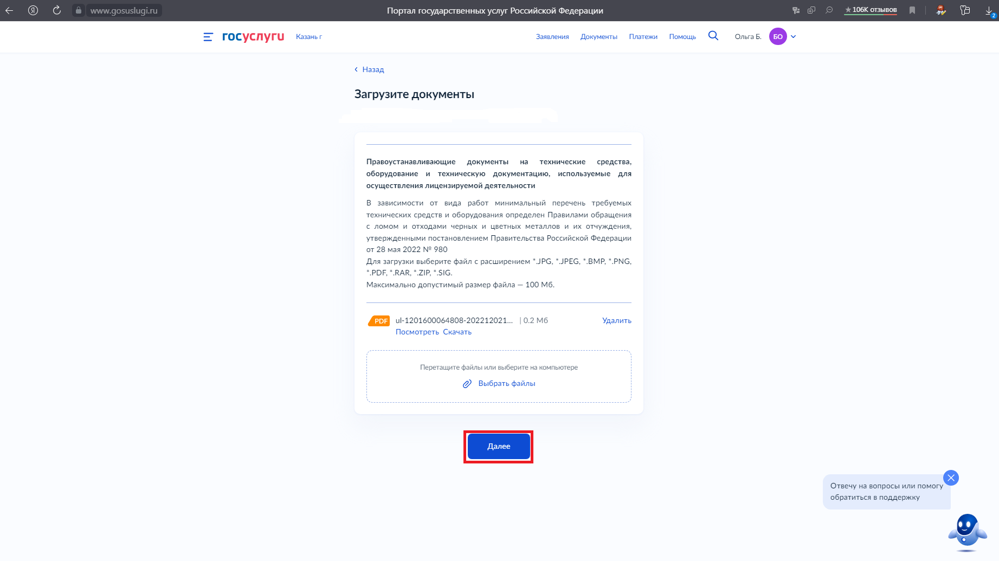 www.gosuslugi.ru
Портал государственных услуг Российской Федерации
★ 106K отзывов
2
госуслуги
Казань г
Заявления Документы Платежи Помощь
Ольга Б.
БО
Назад
Загрузите документы
Правоустанавливающие документы на технические средства,
оборудование и техническую документацию, используемые для
осуществления лицензируемой деятельности
В зависимости от вида работ минимальный перечень требуемых
технических средств и оборудования определен Правилами обращения
с ломом и отходами черных и цветных металлов и их отчуждения,
утвержденными постановлением Правительства Российской Федерации
от 28 мая 2022 № 980
Для загрузки выберите файл с расширением *.JPG, *.JPEG, *.BMP, *.PNG,
*.PDF, *.RAR, *.ZIP, *.SIG.
Максимально допустимый размер файла — 100 Мб.
PDF ul-1201600064808-202212021... | 0.2 Мб Удалить
Посмотреть Скачать
Перетащите файлы или выберите на компьютере
Выбрать файлы
Далее
Отвечу на вопросы или помогу
обратиться в поддержку